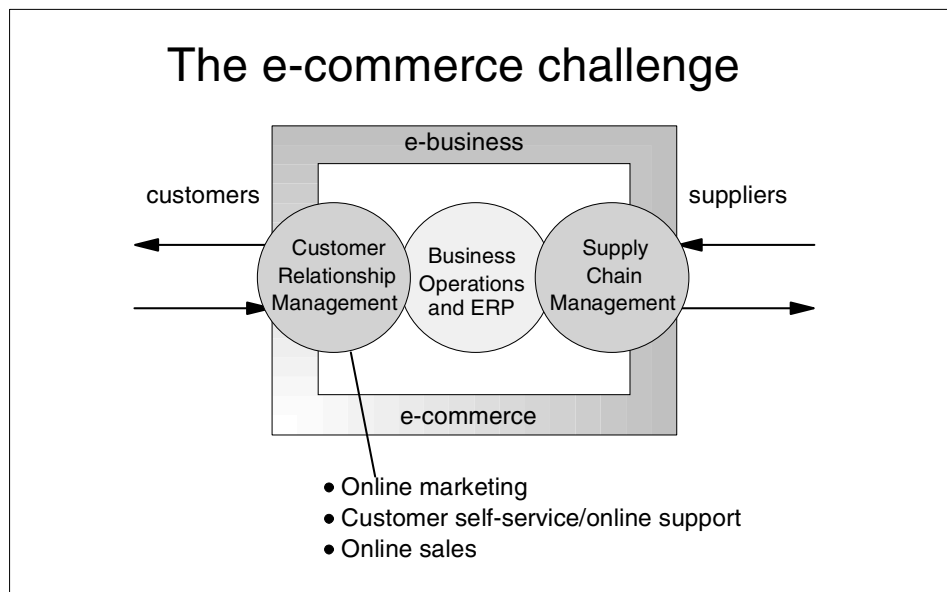 The e-commerce challenge
e-business
customers
suppliers
Customer
Relationship
Management
Business
Operations
and ERP
Supply
Chain
Management
e-commerce
• Online marketing
• Customer self-service/online support
• Online sales